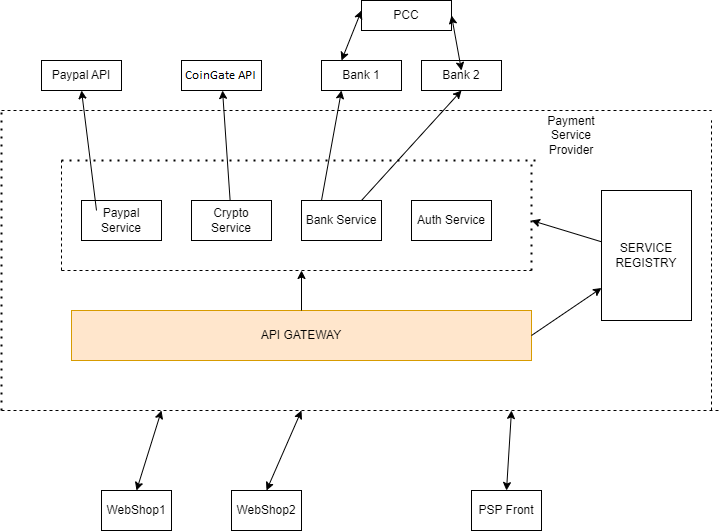 PCC
Paypal API
CoinGate API
Bank 1
Bank 2
Payment
Service
Provider
Paypal
Service
Crypto
Service
Bank Service
Auth Service
SERVICE
REGISTRY
API GATEWAY
WebShop1
WebShop2
PSP Front